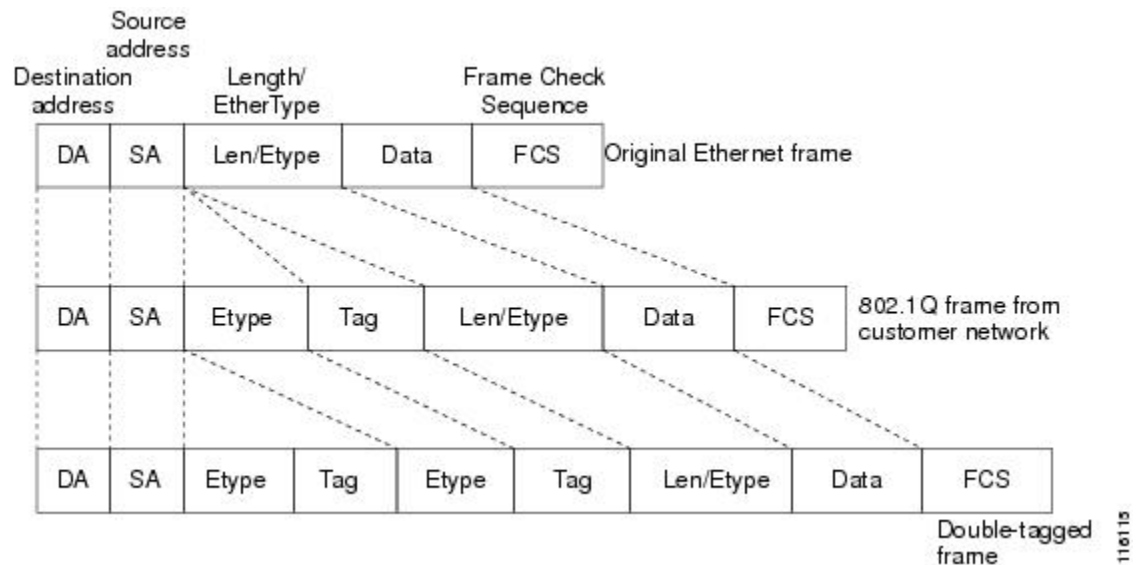 Source
address
Destination
address
Length/
EtherType
Frame Check
Sequence
DA SA Len/Etype Data FCS Original Ethernet frame
DA SA Etype Tag Len/Etype Data FCS 802.1Q frame from
customer network
DA SA Etype Tag Etype Tag Len/Etype Data FCS
Double-tagged
frame
116115